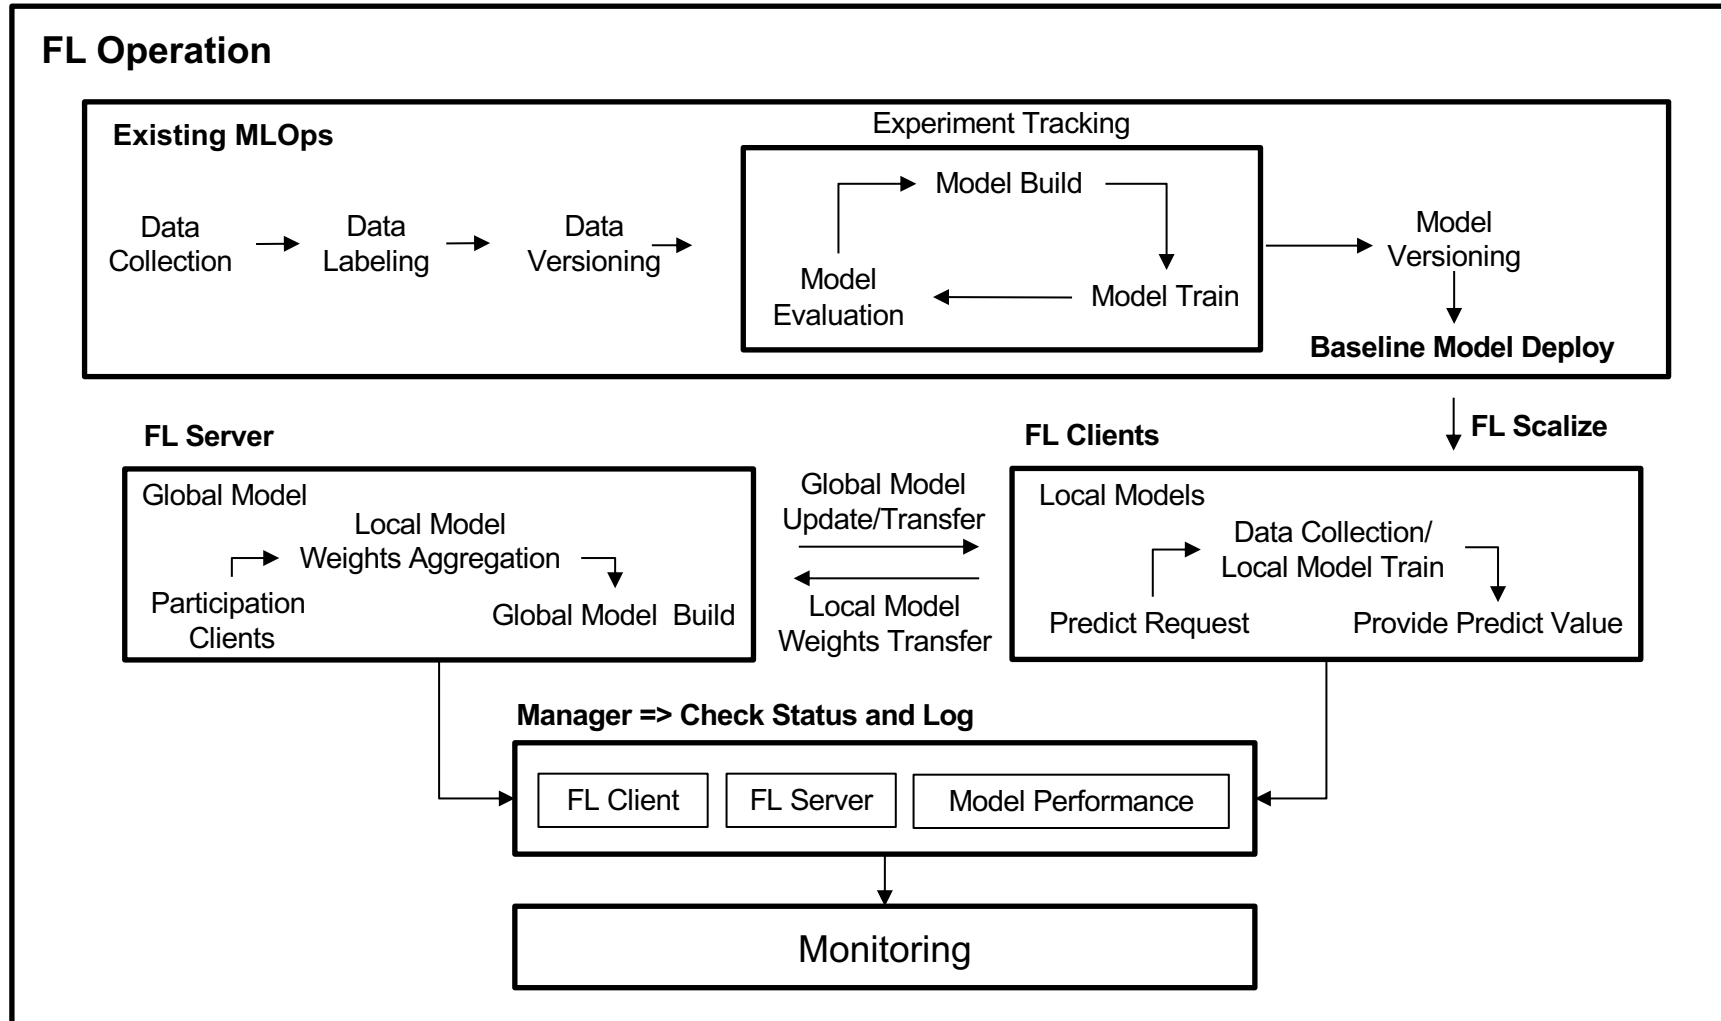 FL Operation
Existing MLOps
Experiment Tracking
Data
Collection
Data
Labeling
Data
Versioning
Model Build
Model Train
Model
Evaluation
Model
Versioning
Baseline Model Deploy
FL Scalize
FL Server
Global Model
Local Model
Weights Aggregation
Participation
Clients
Global Model Build
Global Model
Update/Transfer
Local Model
Weights Transfer
FL Clients
Local Models
Data Collection/
Local Model Train
Predict Request
Provide Predict Value
Manager => Check Status and Log
FL Client
FL Server
Model Performance
Monitoring